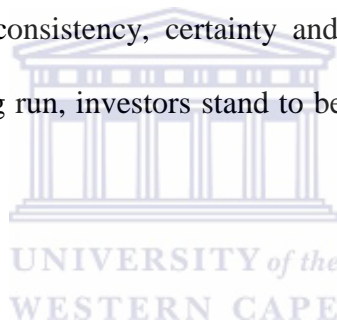 consistency, certainty and
run, investors stand to be
UNIVERSITY of the
WESTERN CAPE